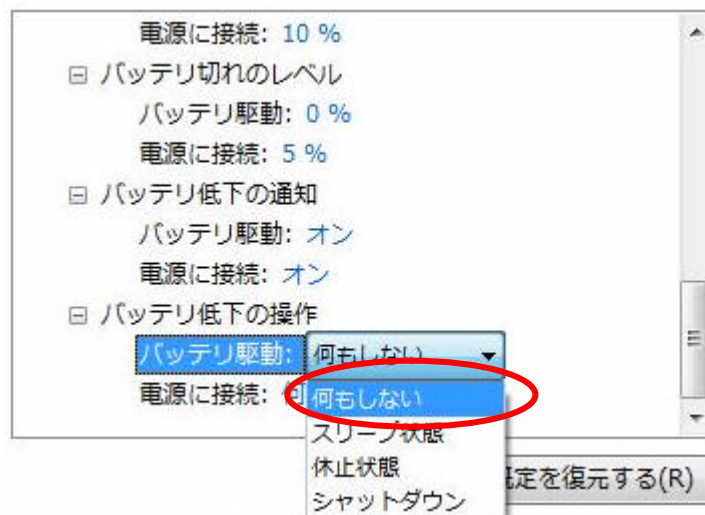 電源に接続: 10 %
バッテリ切れのレベル
バッテリ駆動: 0 %
電源に接続: 5 %
バッテリ低下の通知
バッテリ駆動: オン
電源に接続: オン
バッテリ低下の操作
バッテリ駆動: 何もしない
電源に接続: 何
何もしない
スリープ状態
休止状態
シャットダウン
定を復元する(R)